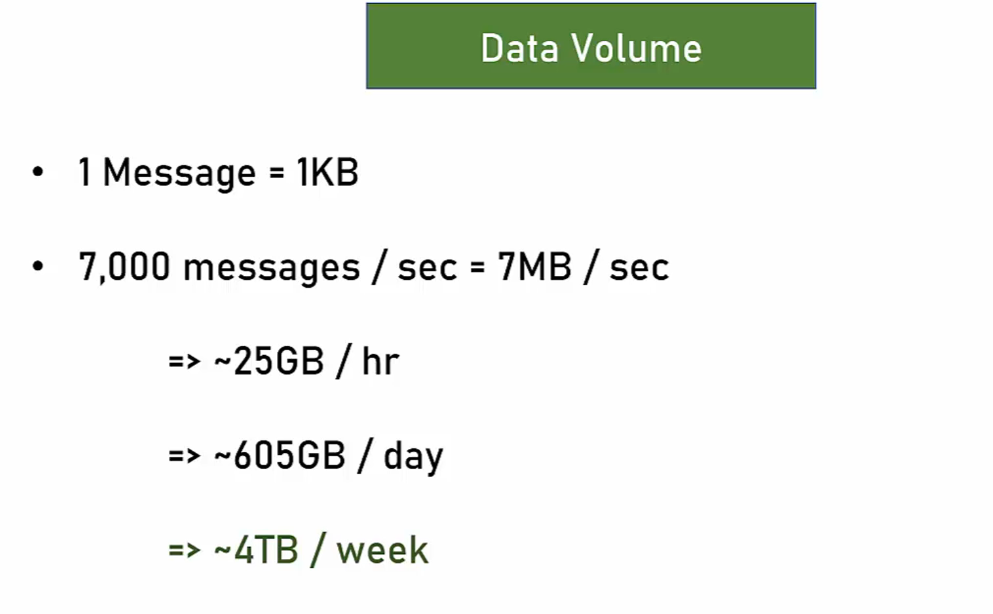 Data Volume
• 1 Message = 1KB
• 7,000 messages / sec = 7MB / sec
=> ~25GB / hr
=> ~605GB / day
=> ~4TB / week